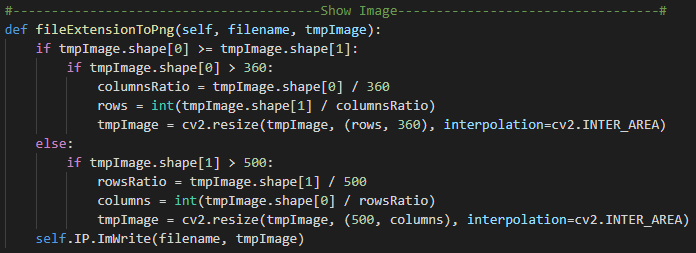 #----------------------------------------Show Image----------------------------------#
def fileExtensionToPng(self, filename, tmpImage):
    if tmpImage.shape[0] >= tmpImage.shape[1]:
        if tmpImage.shape[0] > 360:
            columnsRatio = tmpImage.shape[0] / 360
            rows = int(tmpImage.shape[1] / columnsRatio)
            tmpImage = cv2.resize(tmpImage, (rows, 360), interpolation=cv2.INTER_AREA)
    else:
        if tmpImage.shape[1] > 500:
            rowsRatio = tmpImage.shape[1] / 500
            columns = int(tmpImage.shape[0] / rowsRatio)
            tmpImage = cv2.resize(tmpImage, (500, columns), interpolation=cv2.INTER_AREA)
    self.IP.ImWrite(filename, tmpImage)